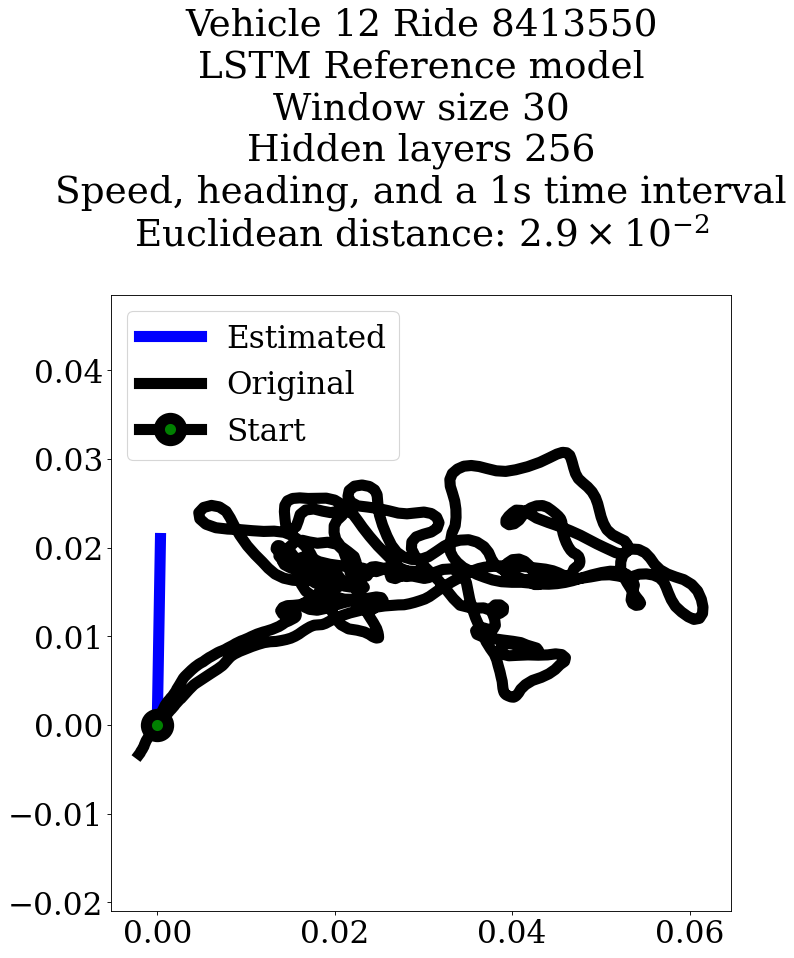 Vehicle 12 Ride 8413550
LSTM Reference model
Window size 30
Hidden layers 256
Speed, heading, and a 1s time interval
Euclidean distance: 2.9 × 10⁻²
Estimated
Original
Start
0.04
0.03
0.02
0.01
0.00
−0.01
−0.02
0.00 0.02 0.04 0.06